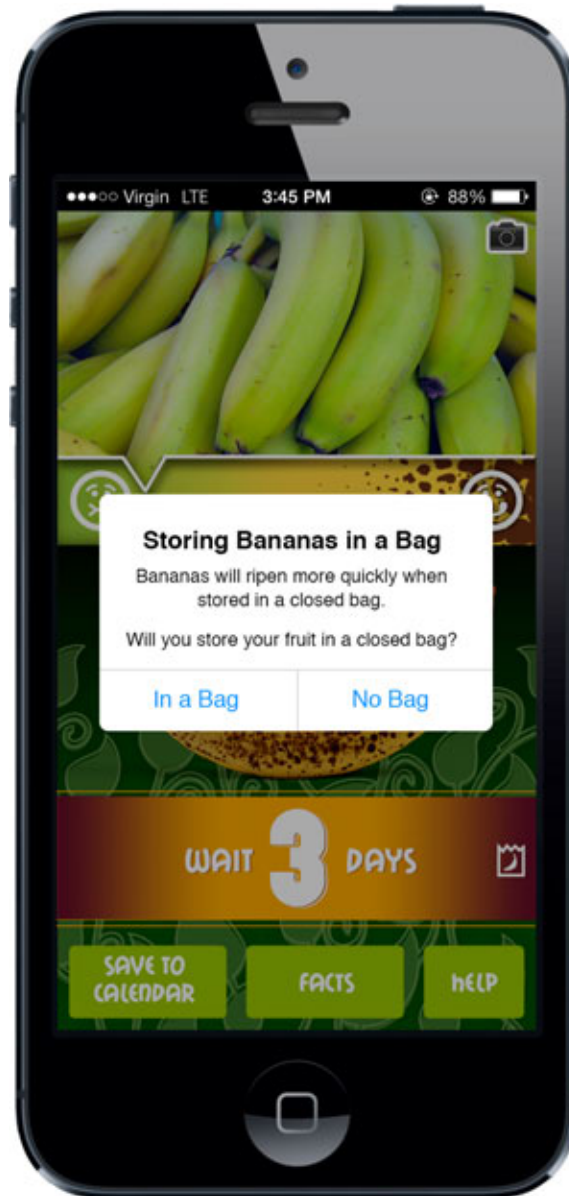 Virgin LTE 3:45 PM 88%
Storing Bananas in a Bag
Bananas will ripen more quickly when
stored in a closed bag.
Will you store your fruit in a closed bag?
In a Bag No Bag
WAIT 3 DAYS
SAVE TO
CALENDAR
FACTS
HELP